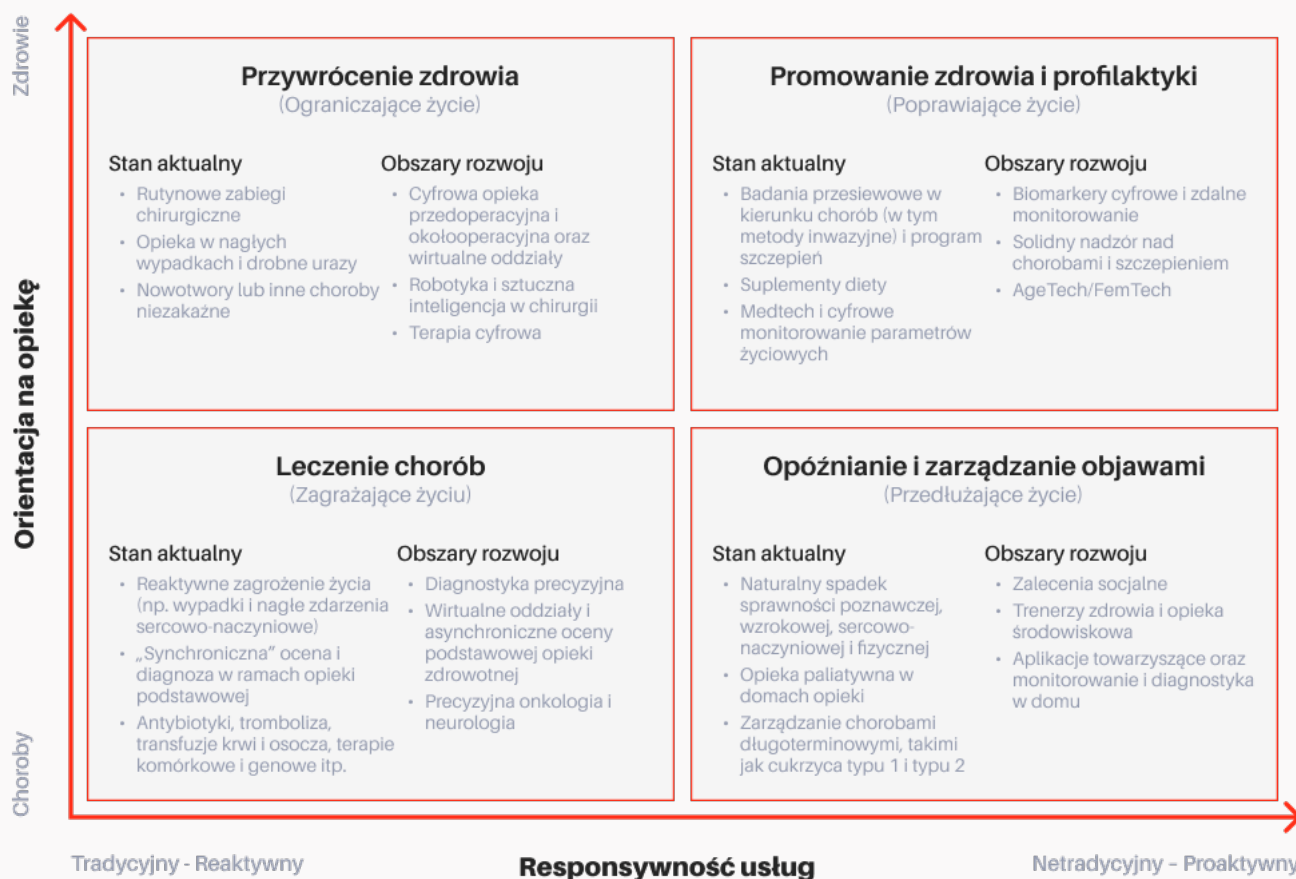 Zdrowie
Orientacja na opiekę
Choroby
Przywrócenie zdrowia
(Ograniczające życie)
Stan aktualny
• Rutynowe zabiegi
chirurgiczne
• Opieka w nagłych
wypadkach i drobne urazy
• Nowotwory lub inne choroby
niezakaźne
Obszary rozwoju
• Cyfrowa opieka
przedoperacyjna i
okołooperacyjna oraz
wirtualne oddziały
• Robotyka i sztuczna
inteligencja w chirurgii
• Terapia cyfrowa
Promowanie zdrowia i profilaktyki
(Poprawiające życie)
Stan aktualny
• Badania przesiewowe w
kierunku chorób (w tym
metody inwazyjne) i program
szczepień
• Suplementy diety
• Medtech i cyfrowe
monitorowanie parametrów
życiowych
Obszary rozwoju
• Biomarkery cyfrowe i zdalne
monitorowanie
• Solidny nadzór nad
chorobami i szczepieniem
• AgeTech/FemTech
Leczenie chorób
(Zagrażające życiu)
Stan aktualny
• Reaktywne zagrożenie życia
(np. wypadki i nagłe zdarzenia
sercowo-naczyniowe)
• „Synchroniczna” ocena i
diagnoza w ramach opieki
podstawowej
• Antybiotyki, tromboliza,
transfuzje krwi i osocza, terapie
komórkowe i genowe itp.
Obszary rozwoju
• Diagnostyka precyzyjna
• Wirtualne oddziały i
asynchroniczne oceny
podstawowej opieki
zdrowotnej
• Precyzyjna onkologia i
neurologia
Opóźnianie i zarządzanie objawami
(Przedłużające życie)
Stan aktualny
• Naturalny spadek
sprawności poznawczej,
wzrokowej, sercowo-
naczyniowej i fizycznej
• Opieka paliatywna w
domach opieki
• Zarządzanie chorobami
długoterminowymi, takimi
jak cukrzyca typu 1 i typu 2
Obszary rozwoju
• Zalecenia socjalne
• Trenerzy zdrowia i opieka
środowiskowa
• Aplikacje towarzyszące oraz
monitorowanie i diagnostyka
w domu
Tradycyjny - Reaktywny
Responsywność usług
Netradycyjny – Proaktywny